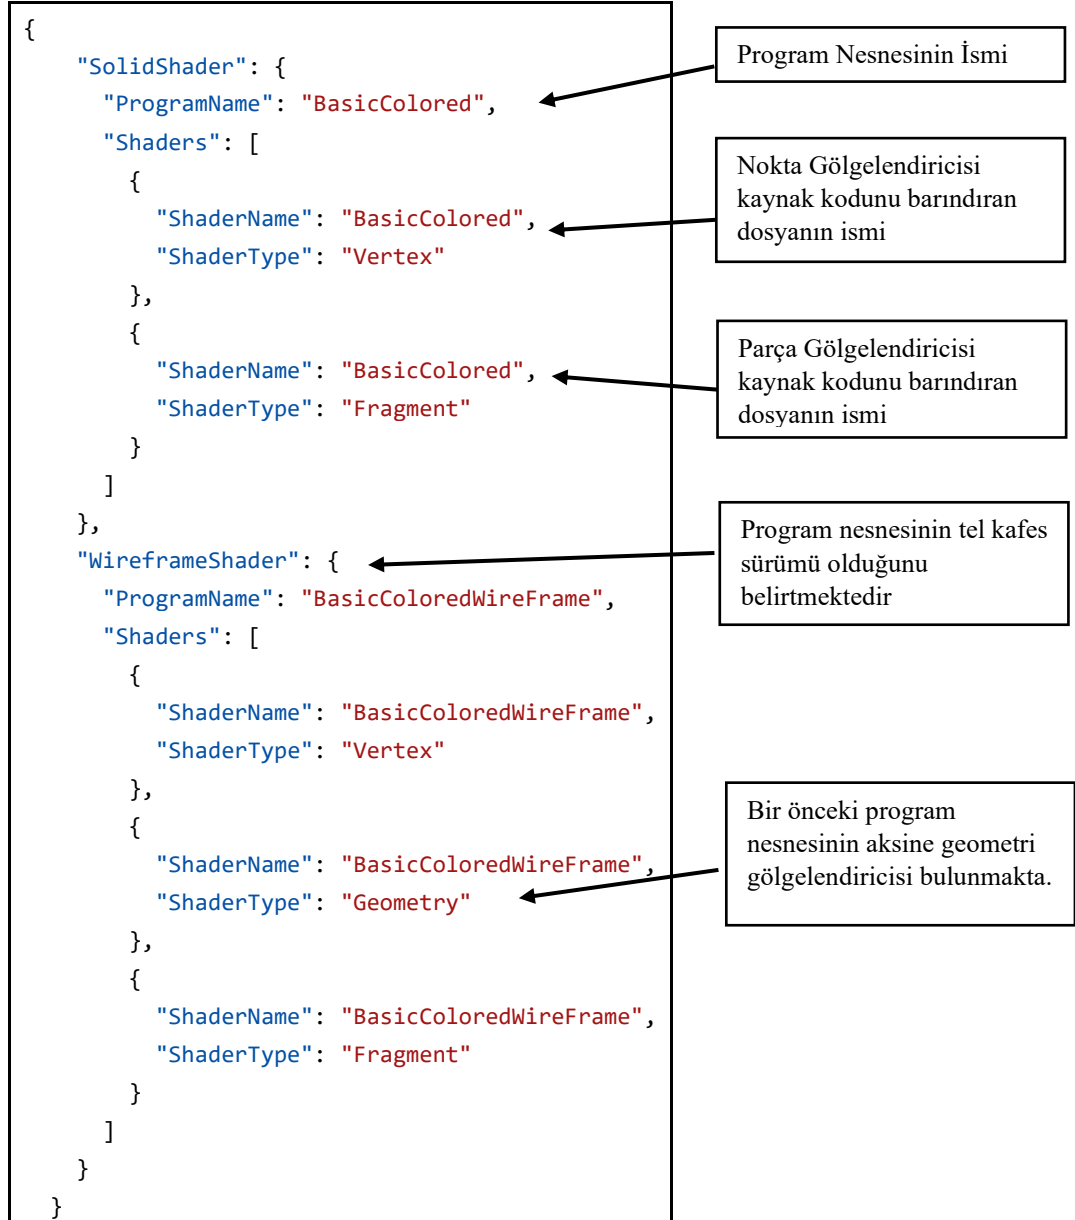 {
"SolidShader": {
"ProgramName": "BasicColored",
"Shaders": [
{
"ShaderName": "BasicColored",
"ShaderType": "Vertex"
},
{
"ShaderName": "BasicColored",
"ShaderType": "Fragment"
}
]
},
"WireframeShader": {
"ProgramName": "BasicColoredWireFrame",
"Shaders": [
{
"ShaderName": "BasicColoredWireFrame",
"ShaderType": "Vertex"
},
{
"ShaderName": "BasicColoredWireFrame",
"ShaderType": "Geometry"
},
{
"ShaderName": "BasicColoredWireFrame",
"ShaderType": "Fragment"
}
]
}
}
Program Nesnesinin İsmi
Nokta Gölgelendiricisi
kaynak kodunu barındıran
dosyanın ismi
Parça Gölgelendiricisi
kaynak kodunu barındıran
dosyanın ismi
Program nesnesinin tel kafes
sürümü olduğunu
belirtmektedir
Bir önceki program
nesnesinin aksine geometri
gölgelendiricisi bulunmakta.